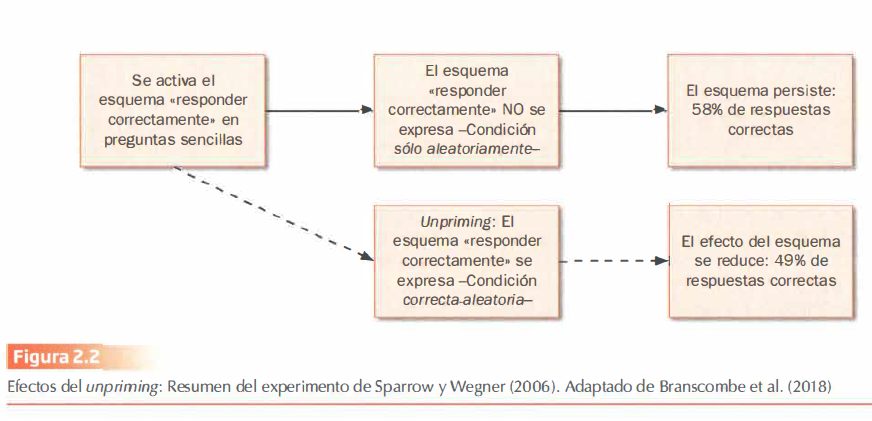 Se activa el
esquema «responder
correctamente» en
preguntas sencillas
El esquema
«responder
correctamente» NO se
expresa –Condición
sólo aleatoriamente–
El esquema persiste:
58% de respuestas
correctas
Unpriming: El
esquema «responder
correctamente» se
expresa –Condición
correcta-aleatoria–
El efecto del esquema
se reduce: 49% de
respuestas correctas
Figura 2.2
Efectos del unpriming: Resumen del experimento de Sparrow y Wegner (2006). Adaptado de Branscombe et al. (2018)